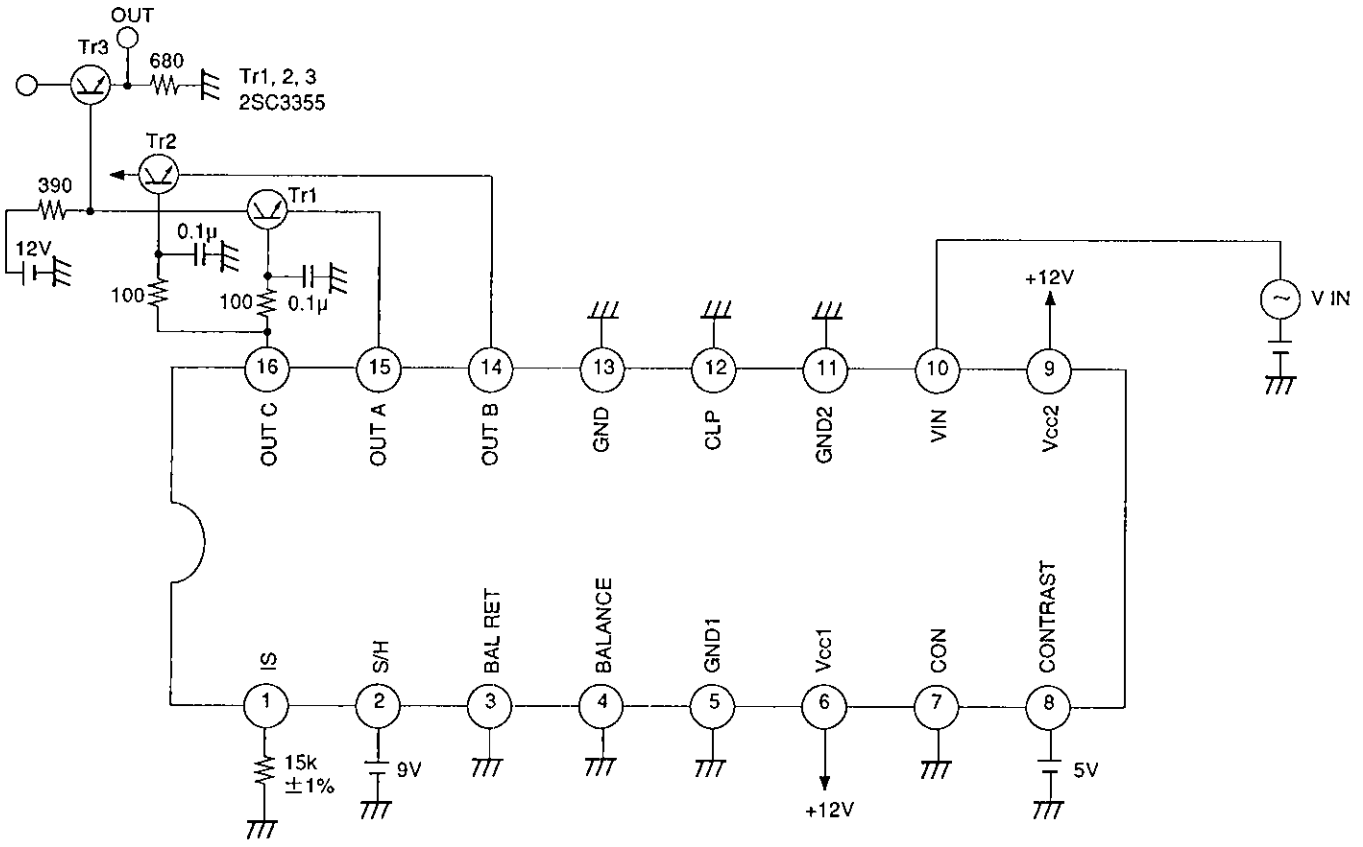 OUT
Tr3
680
Tr1, 2, 3
2SC3355
Tr2
390
Tr1
0.1μ
12V
100
100
0.1μ
+12V
~
V IN
16
15
14
13
12
11
10
9
OUT C
OUT A
OUT B
GND
CLP
GND2
VIN
Vcc2
IS
S/H
BAL RET
BALANCE
GND1
Vcc1
CON
CONTRAST
1
2
3
4
5
6
7
8
15k
±1%
9V
5V
+12V